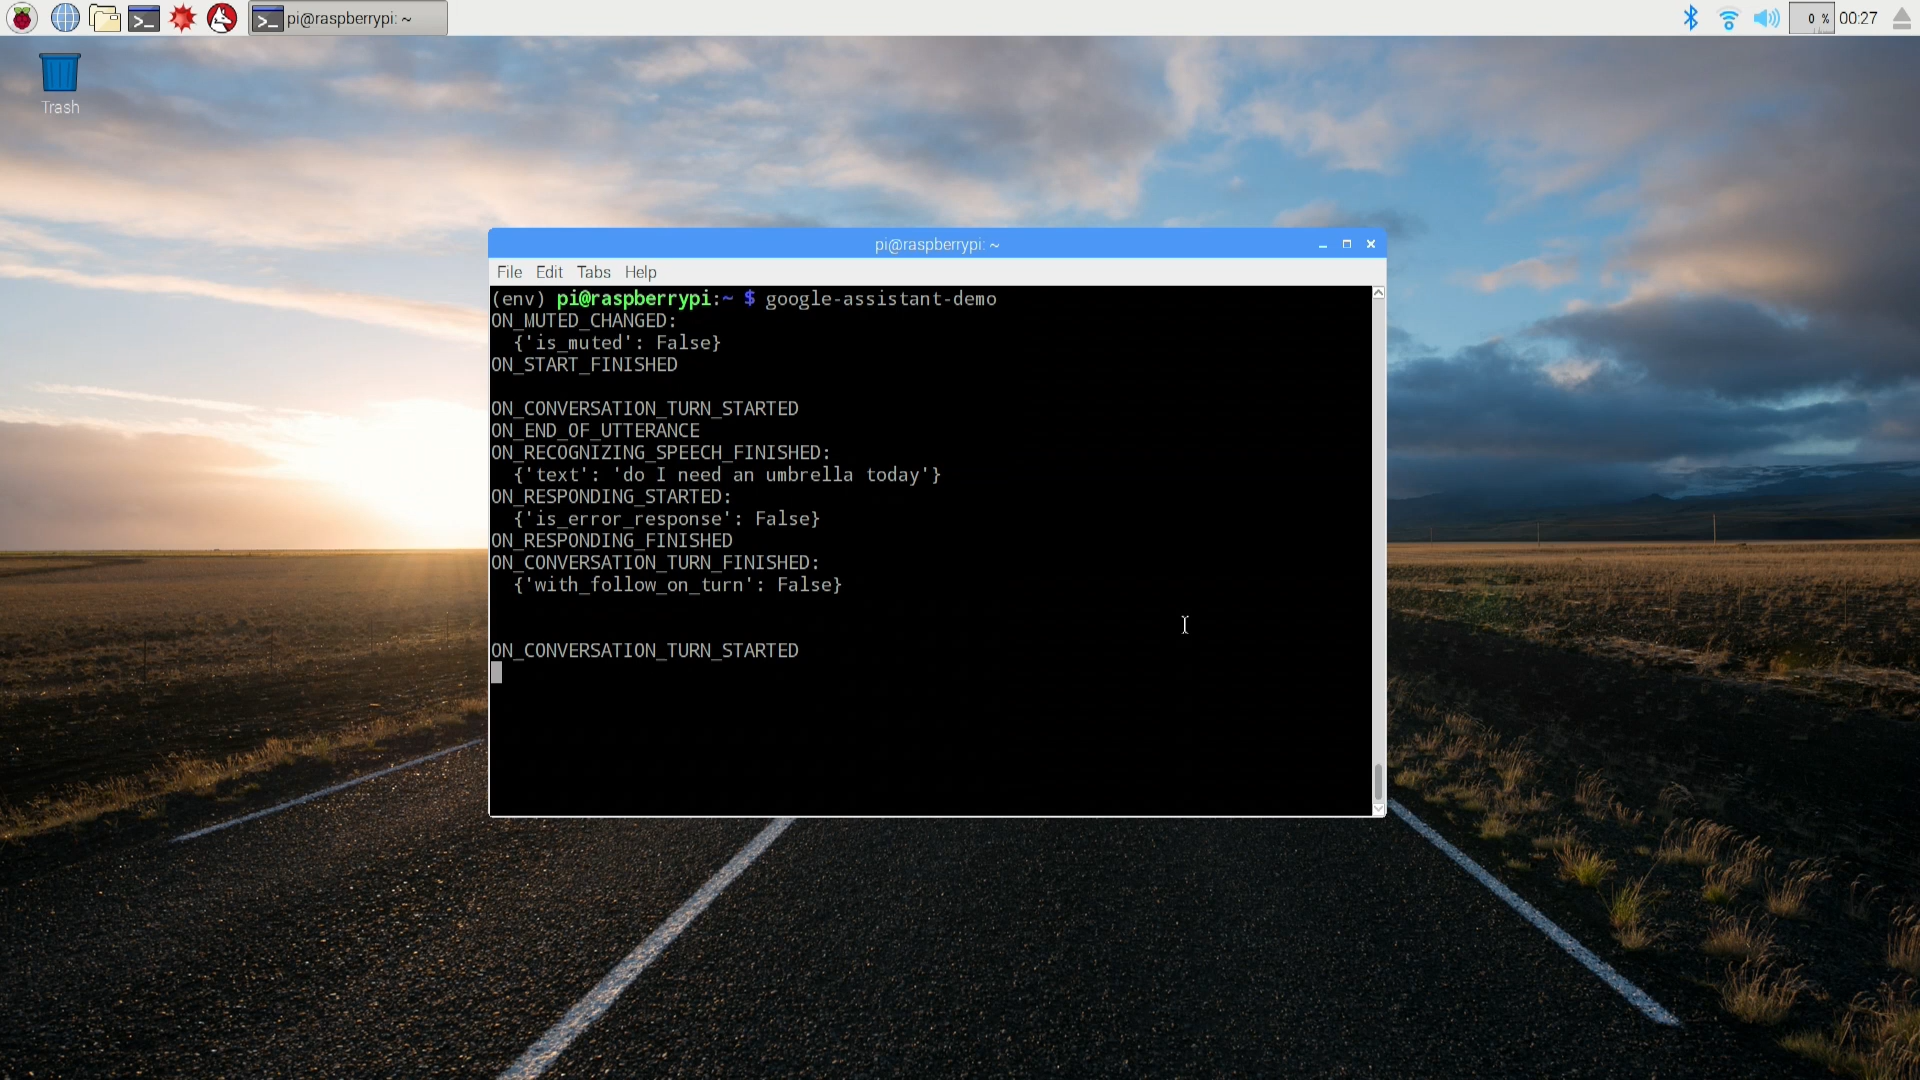 pi@raspberrypi: ~
0 %
00:27
Trash
pi@raspberrypi: ~
File Edit Tabs Help
(env) pi@raspberrypi:~ $ google-assistant-demo
ON_MUTED_CHANGED:
{'is_muted': False}
ON_START_FINISHED
ON_CONVERSATION_TURN_STARTED
ON_END_OF_UTTERANCE
ON_RECOGNIZING_SPEECH_FINISHED:
{'text': 'do I need an umbrella today'}
ON_RESPONDING_STARTED:
{'is_error_response': False}
ON_RESPONDING_FINISHED
ON_CONVERSATION_TURN_FINISHED:
{'with_follow_on_turn': False}
ON_CONVERSATION_TURN_STARTED